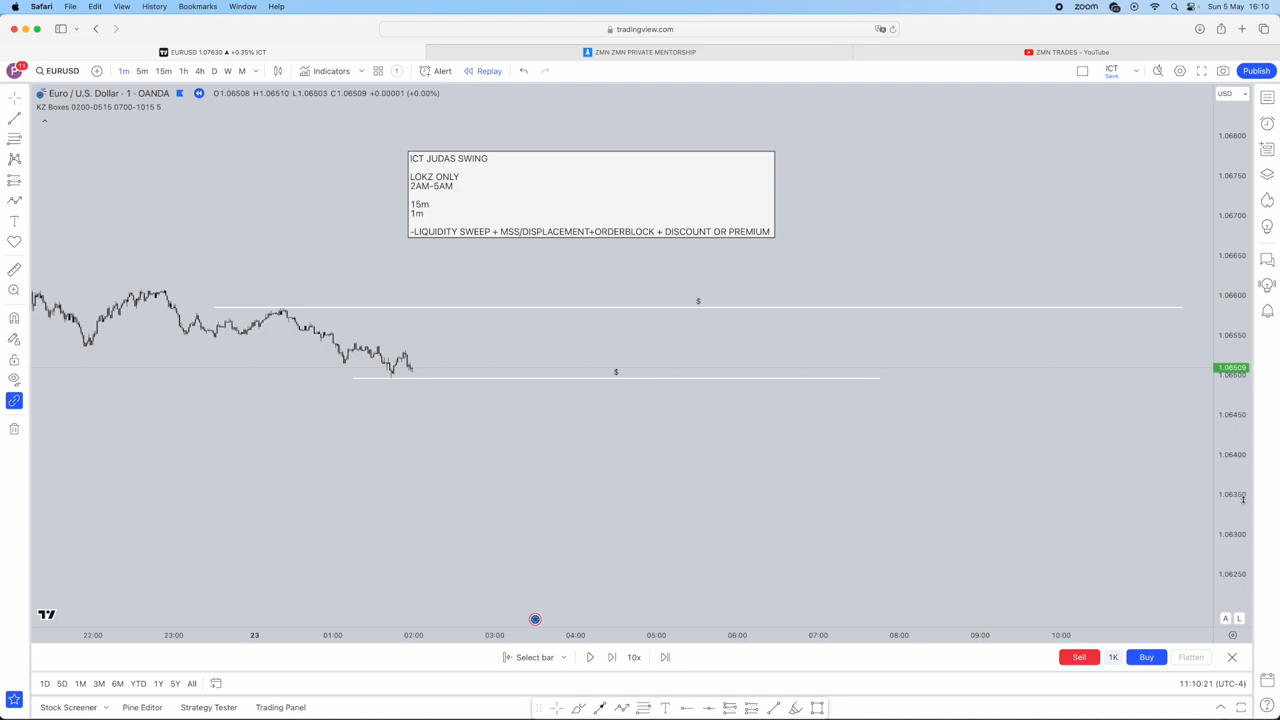 Safari File Edit View History Bookmarks Window Help
zoom Sun 5 May 16:10
tradingview.com
EURUSD 1.07630 ▲ +0.35% ICT
ZMN ZMN PRIVATE MENTORSHIP
ZMN TRADES - YouTube
P 11 EURUSD 1m 5m 15m 1h 4h D W M Indicators Alert Replay ICT Save Publish
Euro / U.S. Dollar · 1 · OANDA O1.06508 H1.06510 L1.06503 C1.06509 +0.00001 (+0.00%)
USD
KZ Boxes 0200-0515 0700-1015 5
1.06800
ICT JUDAS SWING
LOKZ ONLY
2AM-5AM
15m
1m
-LIQUIDITY SWEEP + MSS/DISPLACEMENT+ORDERBLOCK + DISCOUNT OR PREMIUM
1.06750
1.06700
1.06650
1.06600
$
1.06550
1.06509
$
1.06500
1.06450
1.06400
1.06350
1.06300
1.06250
A L
22:00 23:00 23 01:00 02:00 03:00 04:00 05:00 06:00 07:00 08:00 09:00 10:00
Select bar 10x Sell 1K Buy Flatten
1D 5D 1M 3M 6M YTD 1Y 5Y All 11:10:21 (UTC-4)
Stock Screener Pine Editor Strategy Tester Trading Panel